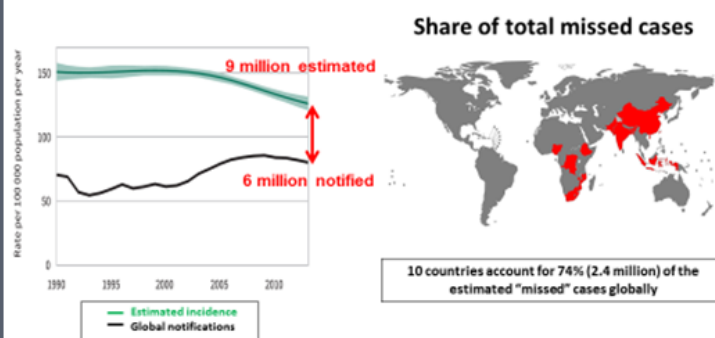 Share of total missed cases
Rate per 100 000 population per year
150
100
50
0
1990
1995
2000
2005
2010
9 million estimated
6 million notified
Estimated incidence
Global notifications
10 countries account for 74% (2.4 million) of the
estimated "missed" cases globally